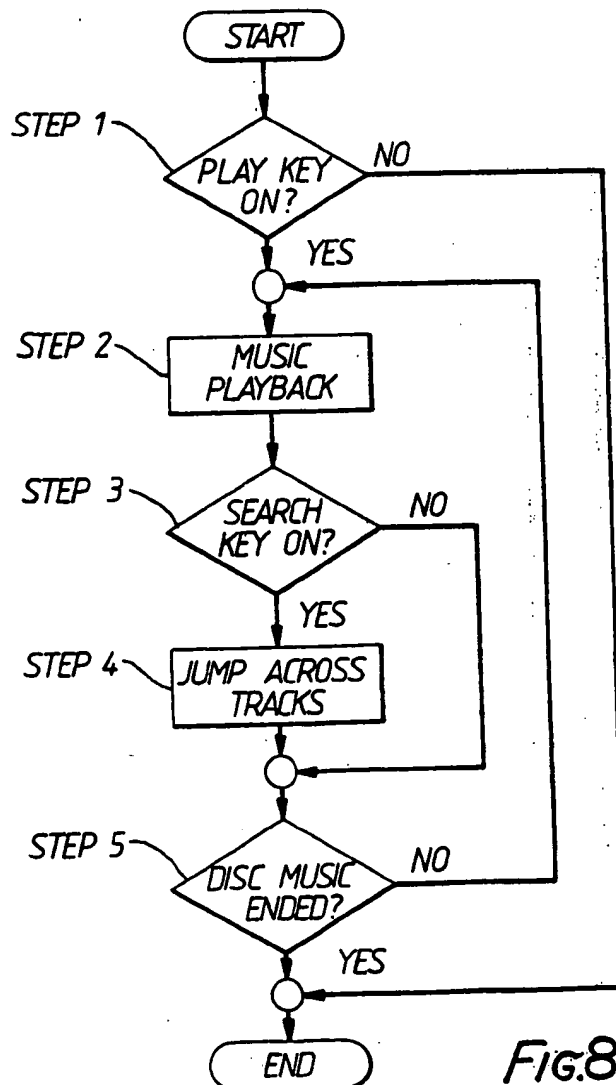 START
STEP 1
PLAY KEY
ON?
NO
YES
STEP 2
MUSIC
PLAYBACK
STEP 3
SEARCH
KEY ON?
NO
YES
STEP 4
JUMP ACROSS
TRACKS
STEP 5
DISC MUSIC
ENDED?
NO
YES
END
FIG.8